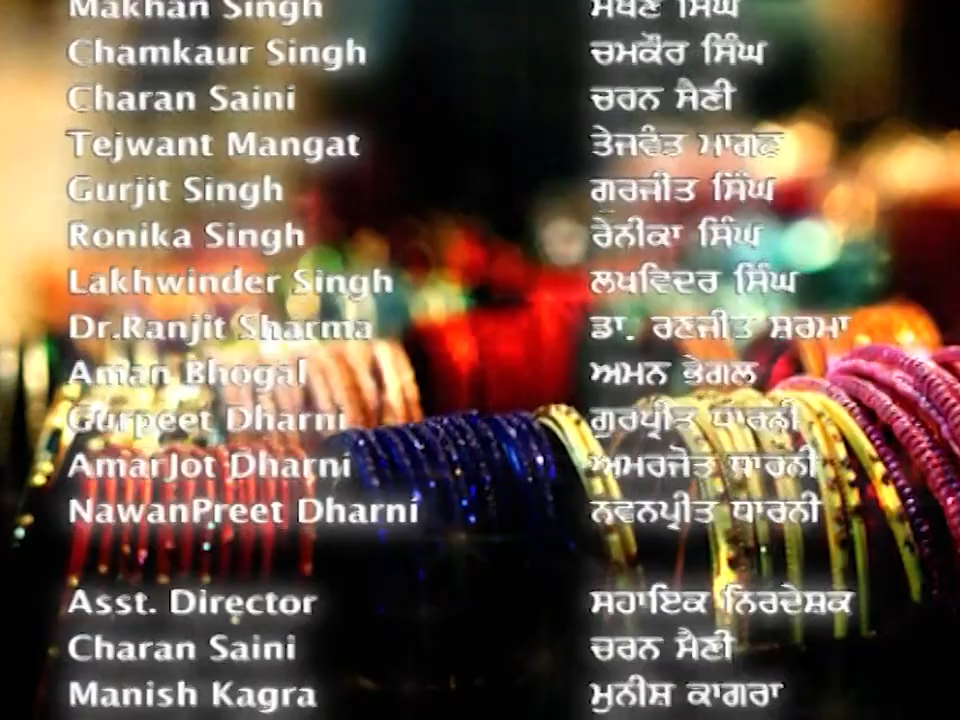 Makhan Singh ਮੱਖਣ ਸਿੰਘ
Chamkaur Singh ਚਮਕੌਰ ਸਿੰਘ
Charan Saini ਚਰਨ ਸੈਣੀ
Tejwant Mangat ਤੇਜਵੰਤ ਮਾਂਗਟ
Gurjit Singh ਗੁਰਜੀਤ ਸਿੰਘ
Ronika Singh ਰੋਨੀਕਾ ਸਿੰਘ
Lakhwinder Singh ਲਖਵਿੰਦਰ ਸਿੰਘ
Dr.Ranjit Sharma ਡਾ. ਰਣਜੀਤ ਸ਼ਰਮਾ
Aman Bhogal ਅਮਨ ਭੋਗਲ
Gurpeet Dharni ਗੁਰਪ੍ਰੀਤ ਧਾਰਨੀ
AmarJot Dharni ਅਮਰਜੋਤ ਧਾਰਨੀ
NawanPreet Dharni ਨਵਨਪ੍ਰੀਤ ਧਾਰਨੀ
Asst. Director ਸਹਾਇਕ ਨਿਰਦੇਸ਼ਕ
Charan Saini ਚਰਨ ਸੈਣੀ
Manish Kagra ਮੁਨੀਸ਼ ਕਾਗਰਾ